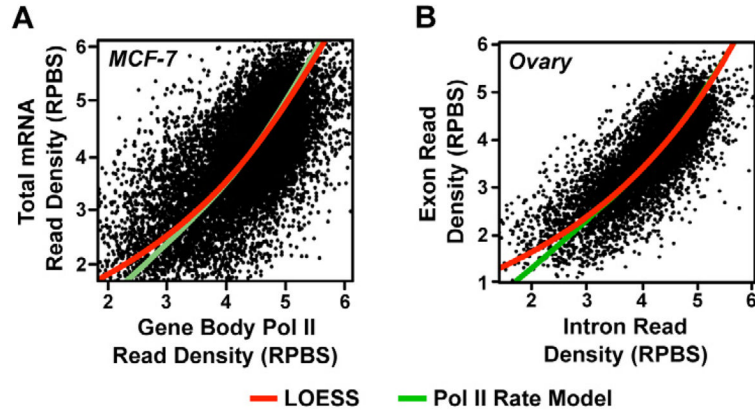 A
MCF-7
Total mRNA
Read Density (RPBS)
6
5
4
3
2
2 3 4 5 6
Gene Body Pol II
Read Density (RPBS)
B
Ovary
Exon Read
Density (RPBS)
6
5
4
3
2
1
2 3 4 5 6
Intron Read
Density (RPBS)
LOESS Pol II Rate Model